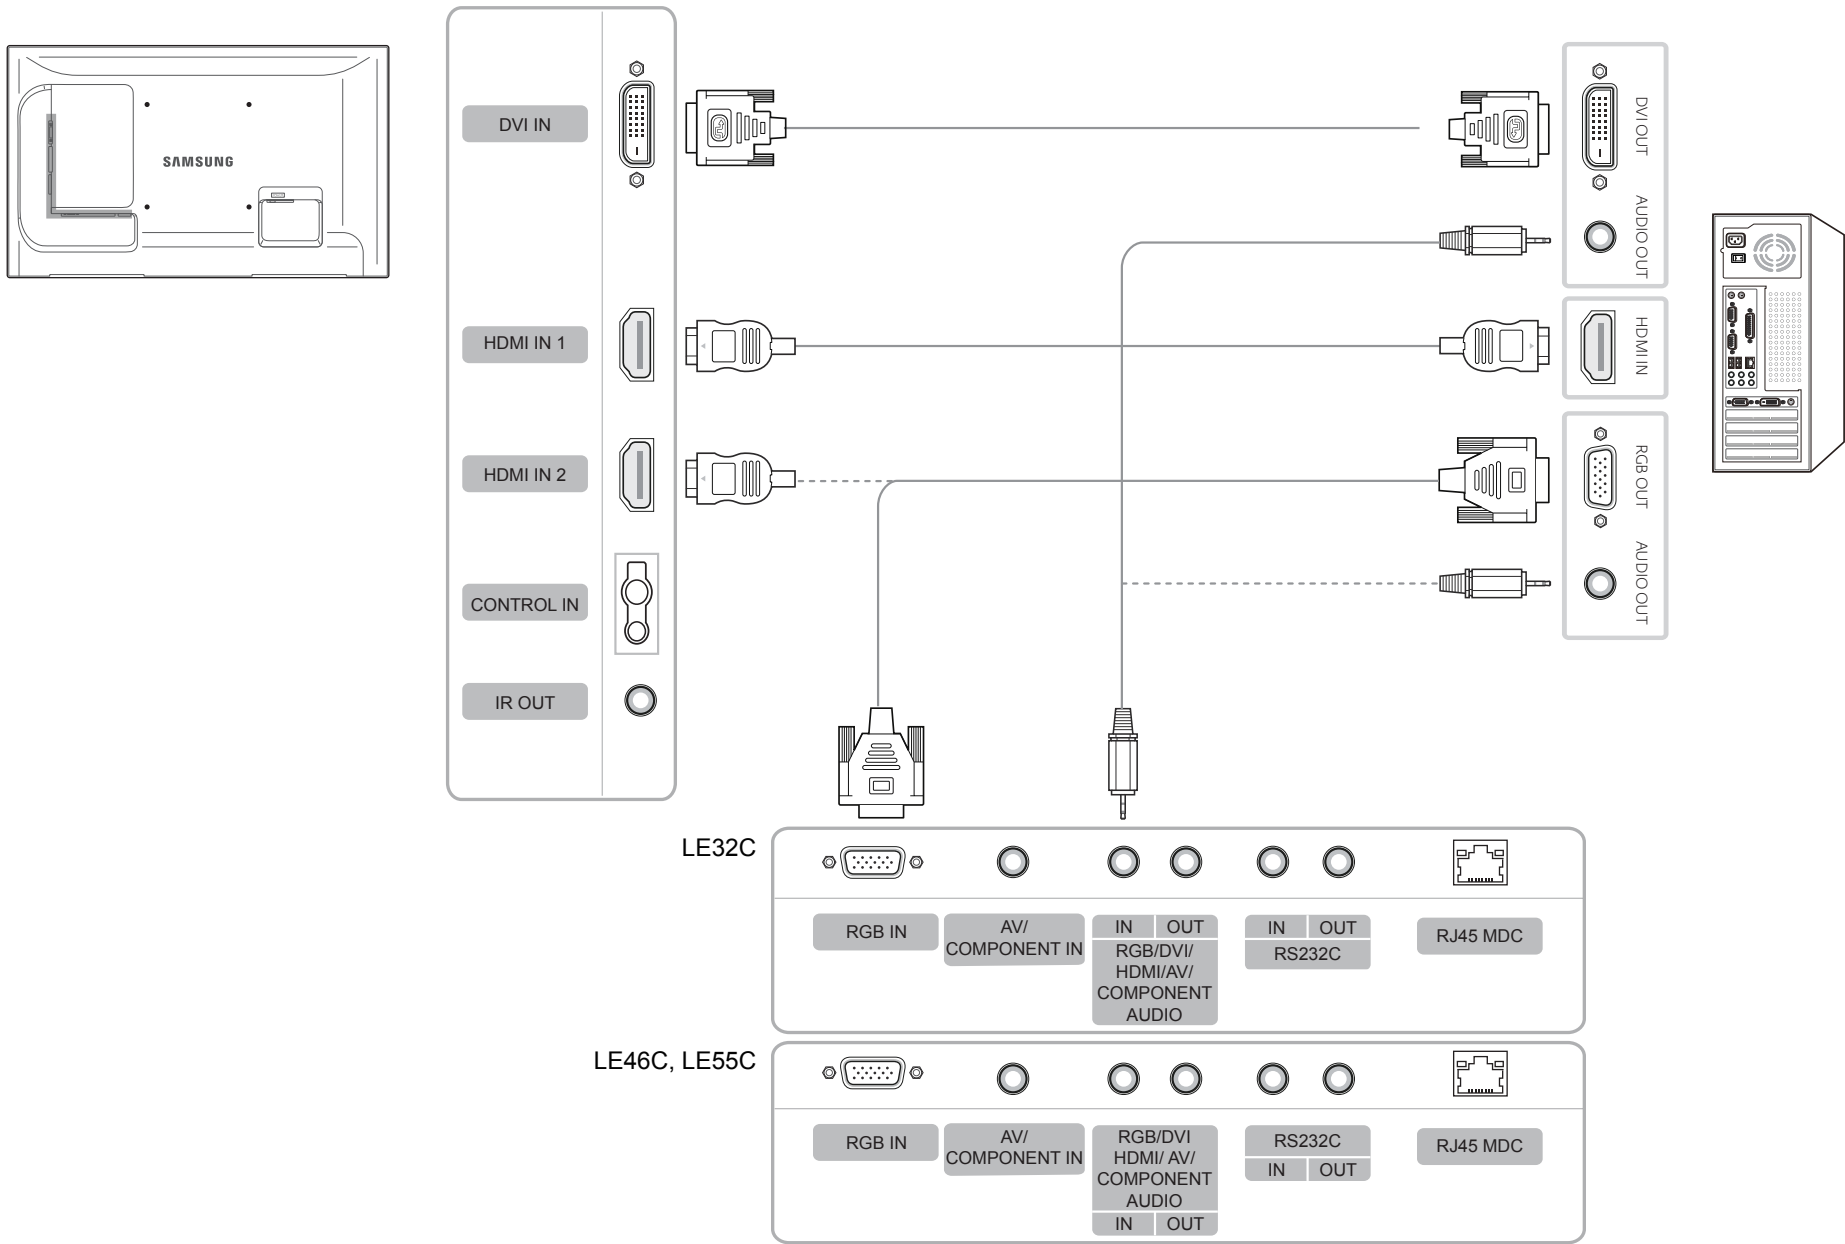 SAMSUNG
DVI IN
HDMI IN 1
HDMI IN 2
CONTROL IN
IR OUT
DVI OUT
AUDIO OUT
HDMI IN
RGB OUT
AUDIO OUT
LE32C
RGB IN
AV/
COMPONENT IN
IN OUT
RGB/DVI/
HDMI/AV/
COMPONENT
AUDIO
IN OUT
RS232C
RJ45 MDC
LE46C, LE55C
RGB IN
AV/
COMPONENT IN
RGB/DVI
HDMI/ AV/
COMPONENT
AUDIO
IN OUT
RS232C
IN OUT
RJ45 MDC